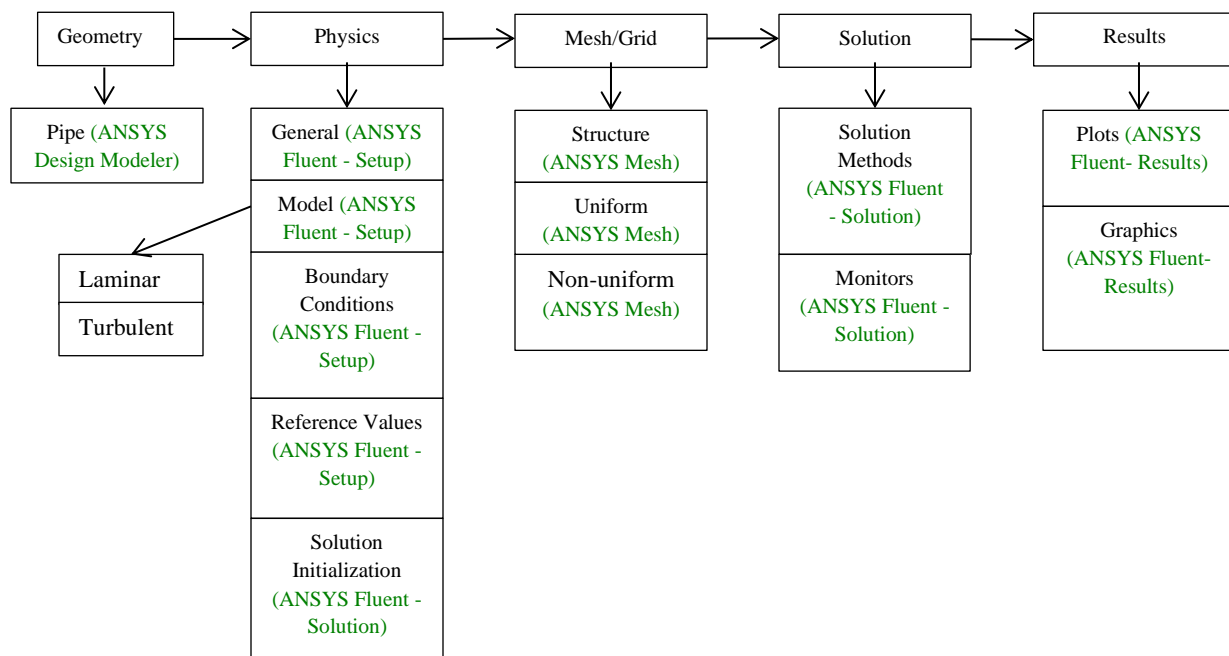 Geometry
Physics
Mesh/Grid
Solution
Results
Pipe (ANSYS
Design Modeler)
General (ANSYS
Fluent - Setup)
Model (ANSYS
Fluent - Setup)
Boundary
Conditions
(ANSYS Fluent -
Setup)
Reference Values
(ANSYS Fluent -
Setup)
Solution
Initialization
(ANSYS Fluent -
Solution)
Laminar
Turbulent
Structure
(ANSYS Mesh)
Uniform
(ANSYS Mesh)
Non-uniform
(ANSYS Mesh)
Solution
Methods
(ANSYS Fluent
- Solution)
Monitors
(ANSYS Fluent -
Solution)
Plots (ANSYS
Fluent- Results)
Graphics
(ANSYS Fluent-
Results)